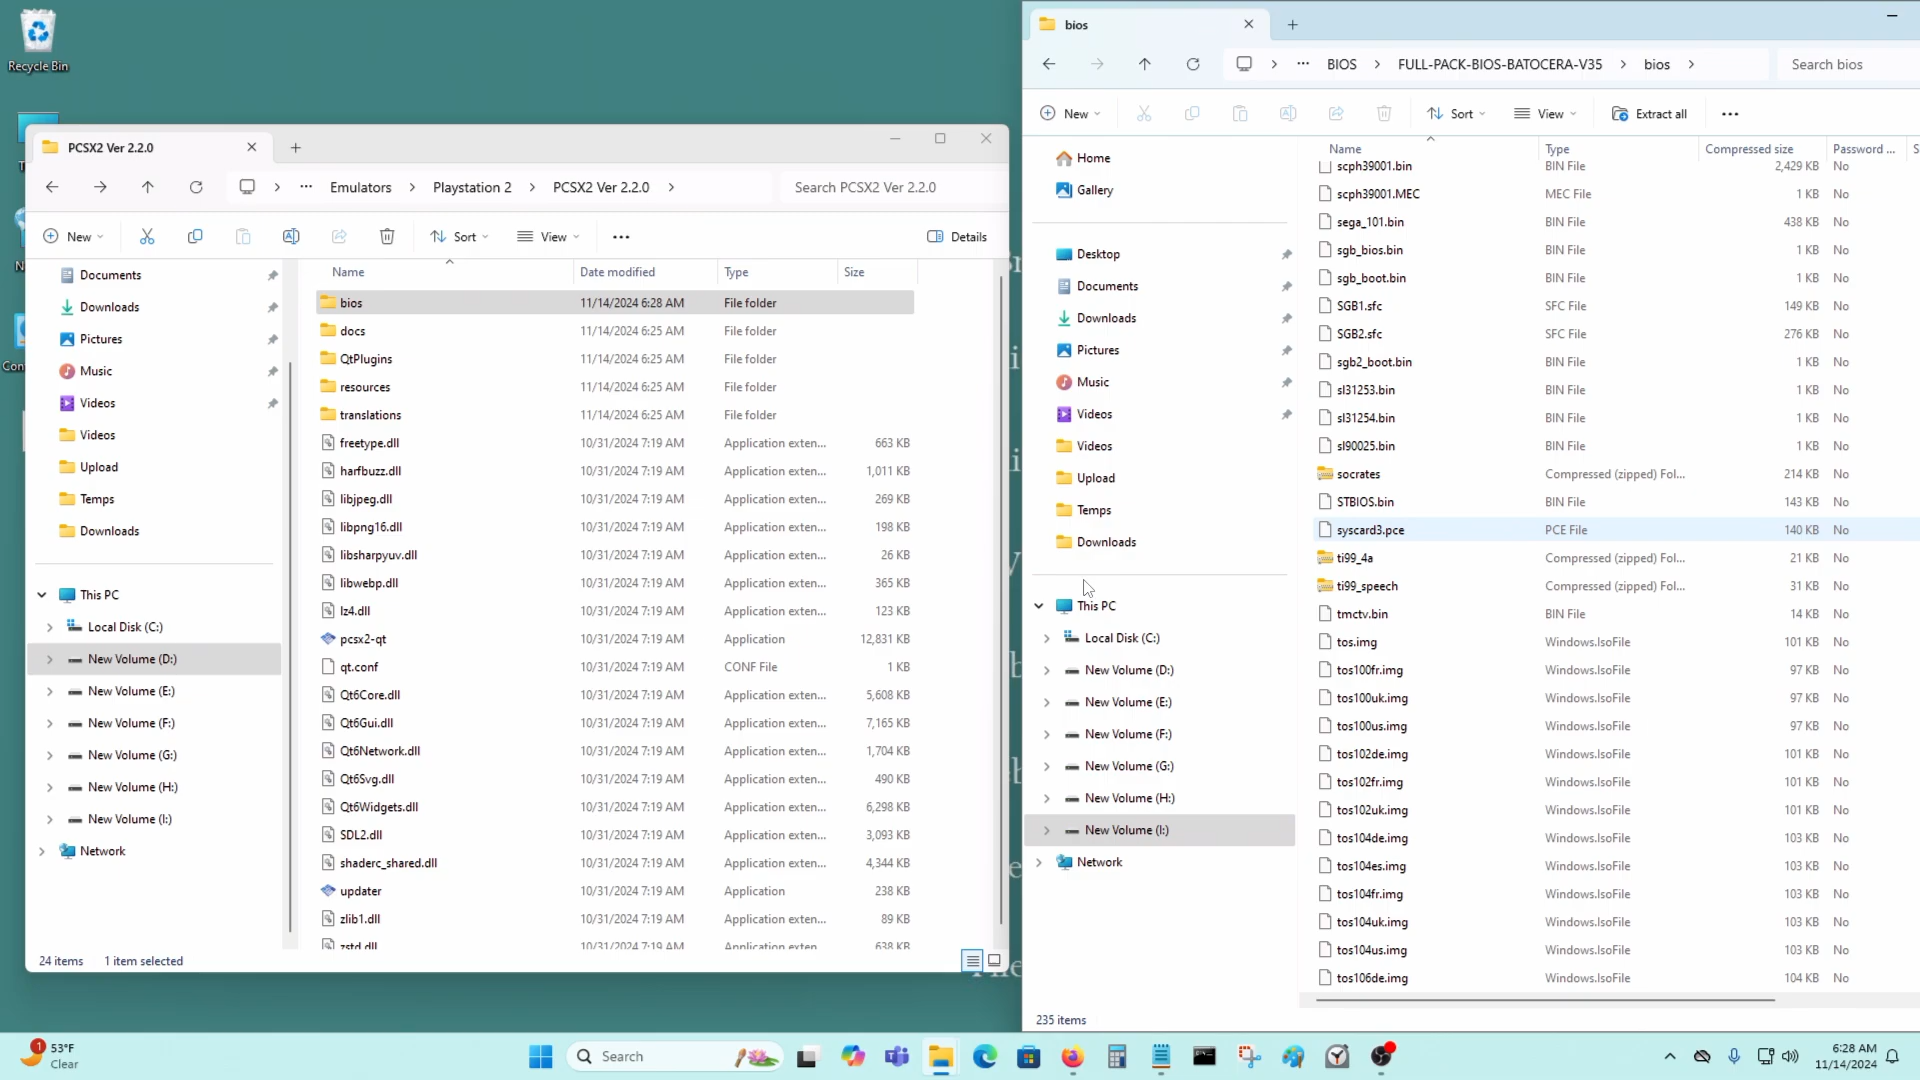 Recycle Bin
PCSX2 Ver 2.2.0
Emulators
Playstation 2
PCSX2 Ver 2.2.0
Search PCSX2 Ver 2.2.0
New
Sort
View
Details
Documents
Downloads
Pictures
Music
Videos
Videos
Upload
Temps
Downloads
This PC
Local Disk (C:)
New Volume (D:)
New Volume (E:)
New Volume (F:)
New Volume (G:)
New Volume (H:)
New Volume (I:)
Network
Name Date modified Type Size
bios 11/14/2024 6:28 AM File folder
docs 11/14/2024 6:25 AM File folder
QtPlugins 11/14/2024 6:25 AM File folder
resources 11/14/2024 6:25 AM File folder
translations 11/14/2024 6:25 AM File folder
freetype.dll 10/31/2024 7:19 AM Application exten... 663 KB
harfbuzz.dll 10/31/2024 7:19 AM Application exten... 1,011 KB
libjpeg.dll 10/31/2024 7:19 AM Application exten... 269 KB
libpng16.dll 10/31/2024 7:19 AM Application exten... 198 KB
libsharpyuv.dll 10/31/2024 7:19 AM Application exten... 26 KB
libwebp.dll 10/31/2024 7:19 AM Application exten... 365 KB
lz4.dll 10/31/2024 7:19 AM Application exten... 123 KB
pcsx2-qt 10/31/2024 7:19 AM Application 12,831 KB
qt.conf 10/31/2024 7:19 AM CONF File 1 KB
Qt6Core.dll 10/31/2024 7:19 AM Application exten... 5,608 KB
Qt6Gui.dll 10/31/2024 7:19 AM Application exten... 7,165 KB
Qt6Network.dll 10/31/2024 7:19 AM Application exten... 1,704 KB
Qt6Svg.dll 10/31/2024 7:19 AM Application exten... 490 KB
Qt6Widgets.dll 10/31/2024 7:19 AM Application exten... 6,298 KB
SDL2.dll 10/31/2024 7:19 AM Application exten... 3,093 KB
shaderc_shared.dll 10/31/2024 7:19 AM Application exten... 4,344 KB
updater 10/31/2024 7:19 AM Application 238 KB
zlib1.dll 10/31/2024 7:19 AM Application exten... 89 KB
zstd.dll 10/31/2024 7:19 AM Application exten... 638 KB
24 items 1 item selected
bios
BIOS
FULL-PACK-BIOS-BATOCERA-V35
bios
Search bios
New
Sort
View
Extract all
Home
Gallery
Desktop
Documents
Downloads
Pictures
Music
Videos
Videos
Upload
Temps
Downloads
This PC
Local Disk (C:)
New Volume (D:)
New Volume (E:)
New Volume (F:)
New Volume (G:)
New Volume (H:)
New Volume (I:)
Network
Name Type Compressed size Password ...
scph39001.bin BIN File 2,429 KB No
scph39001.MEC MEC File 1 KB No
sega_101.bin BIN File 438 KB No
sgb_bios.bin BIN File 1 KB No
sgb_boot.bin BIN File 1 KB No
SGB1.sfc SFC File 149 KB No
SGB2.sfc SFC File 276 KB No
sgb2_boot.bin BIN File 1 KB No
sl31253.bin BIN File 1 KB No
sl31254.bin BIN File 1 KB No
sl90025.bin BIN File 1 KB No
socrates Compressed (zipped) Fol... 214 KB No
STBIOS.bin BIN File 143 KB No
syscard3.pce PCE File 140 KB No
ti99_4a Compressed (zipped) Fol... 21 KB No
ti99_speech Compressed (zipped) Fol... 31 KB No
tmctv.bin BIN File 14 KB No
tos.img Windows.IsoFile 101 KB No
tos100fr.img Windows.IsoFile 97 KB No
tos100uk.img Windows.IsoFile 97 KB No
tos100us.img Windows.IsoFile 97 KB No
tos102de.img Windows.IsoFile 101 KB No
tos102fr.img Windows.IsoFile 101 KB No
tos102uk.img Windows.IsoFile 101 KB No
tos104de.img Windows.IsoFile 103 KB No
tos104es.img Windows.IsoFile 103 KB No
tos104fr.img Windows.IsoFile 103 KB No
tos104uk.img Windows.IsoFile 103 KB No
tos104us.img Windows.IsoFile 103 KB No
tos106de.img Windows.IsoFile 104 KB No
235 items
1
53°F
Clear
Search
6:28 AM
11/14/2024